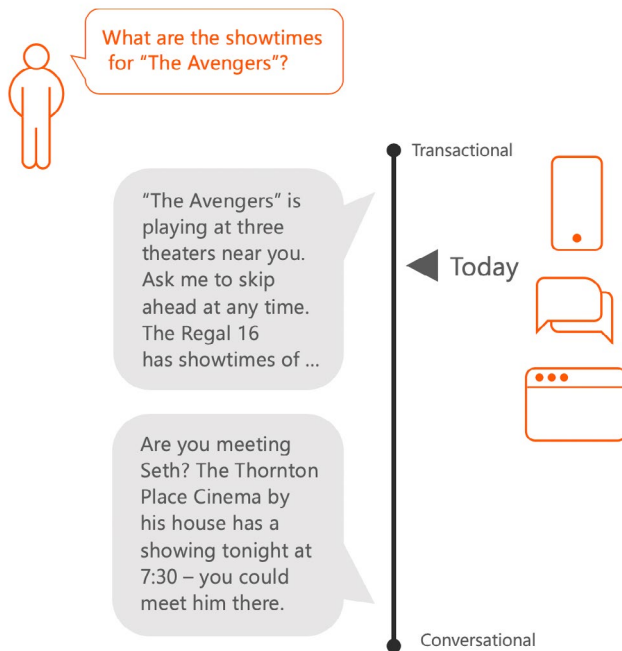 What are the showtimes
for “The Avengers”?
Transactional
“The Avengers” is
playing at three
theaters near you.
Ask me to skip
ahead at any time.
The Regal 16
has showtimes of ...
Today
Are you meeting
Seth? The Thornton
Place Cinema by
his house has a
showing tonight at
7:30 – you could
meet him there.
Conversational